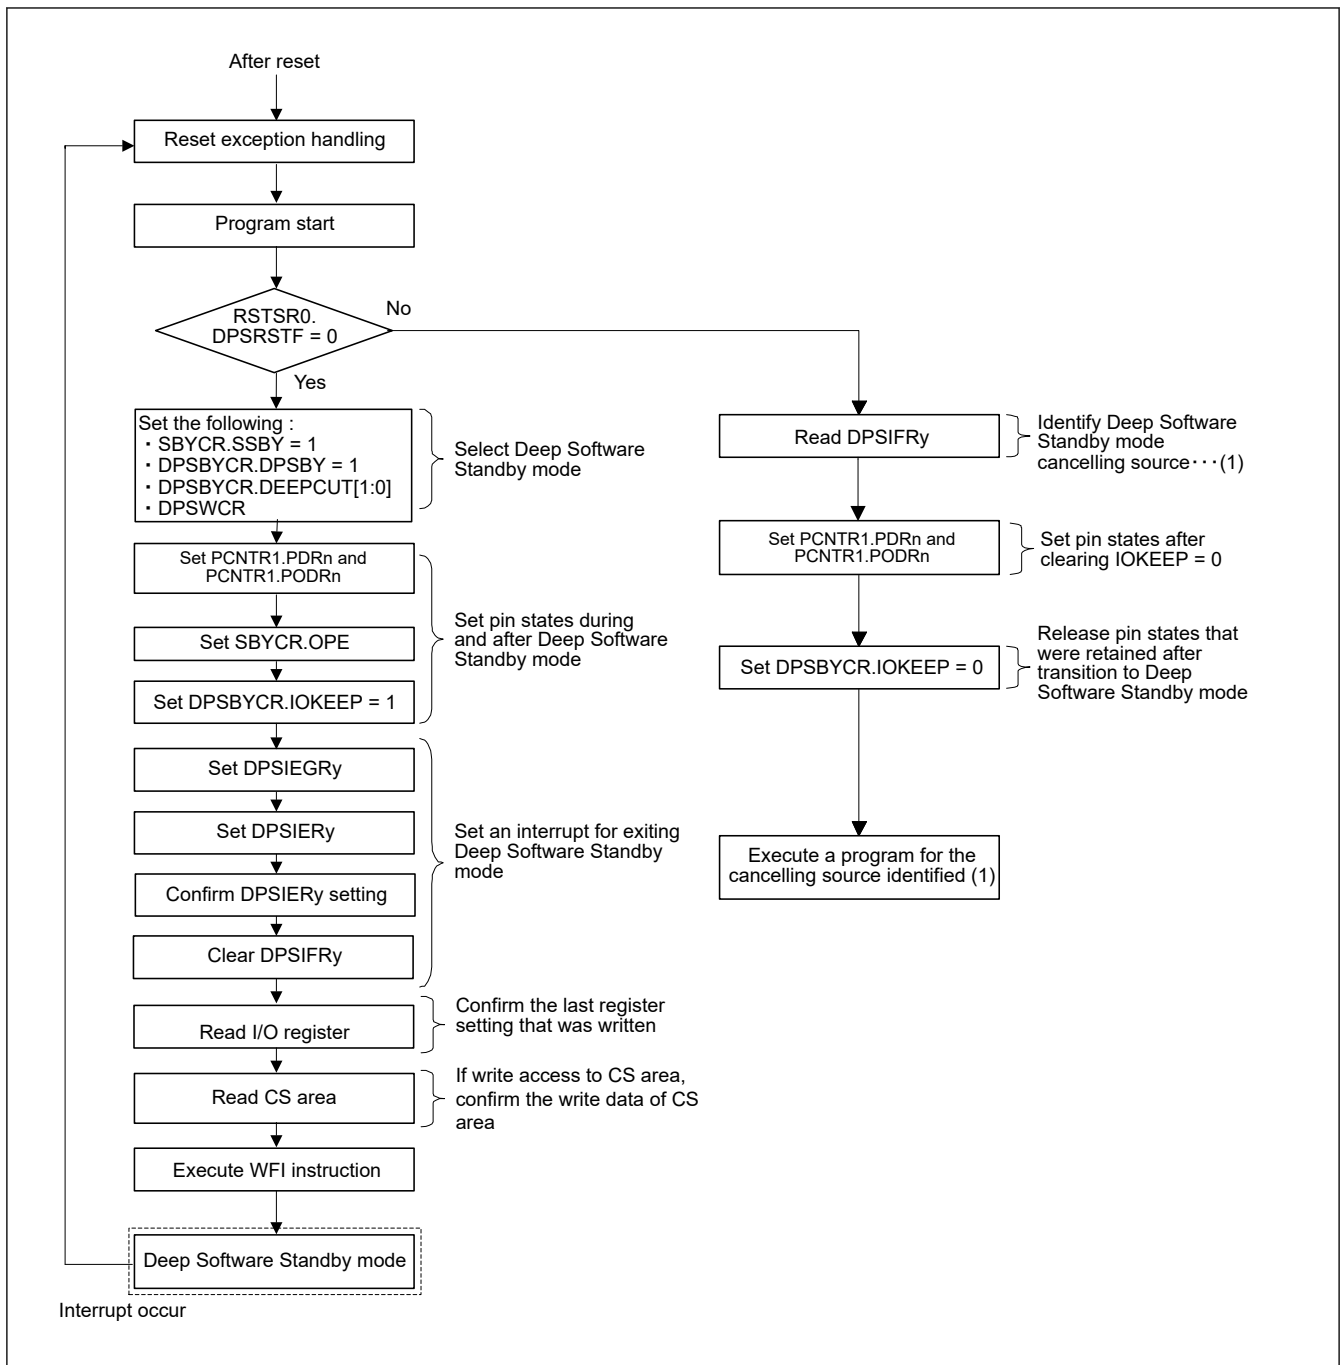 After reset
Reset exception handling
Program start
RSTSR0.
DPSRSTF = 0
No
Yes
Set the following :
・SBYCR.SSBY = 1
・DPSBYCR.DPSBY = 1
・DPSBYCR.DEEPCUT[1:0]
・DPSWCR
Select Deep Software
Standby mode
Set PCNTR1.PDRn and
PCNTR1.PODRn
Set SBYCR.OPE
Set DPSBYCR.IOKEEP = 1
Set pin states during
and after Deep Software
Standby mode
Set DPSIEGRy
Set DPSIERy
Confirm DPSIERy setting
Clear DPSIFRy
Set an interrupt for exiting
Deep Software Standby
mode
Read I/O register
Confirm the last register
setting that was written
Read CS area
If write access to CS area,
confirm the write data of CS
area
Execute WFI instruction
Deep Software Standby mode
Interrupt occur
Read DPSIFRy
Identify Deep Software
Standby mode
cancelling source・・・(1)
Set PCNTR1.PDRn and
PCNTR1.PODRn
Set pin states after
clearing IOKEEP = 0
Set DPSBYCR.IOKEEP = 0
Release pin states that
were retained after
transition to Deep
Software Standby mode
Execute a program for the
cancelling source identified (1)